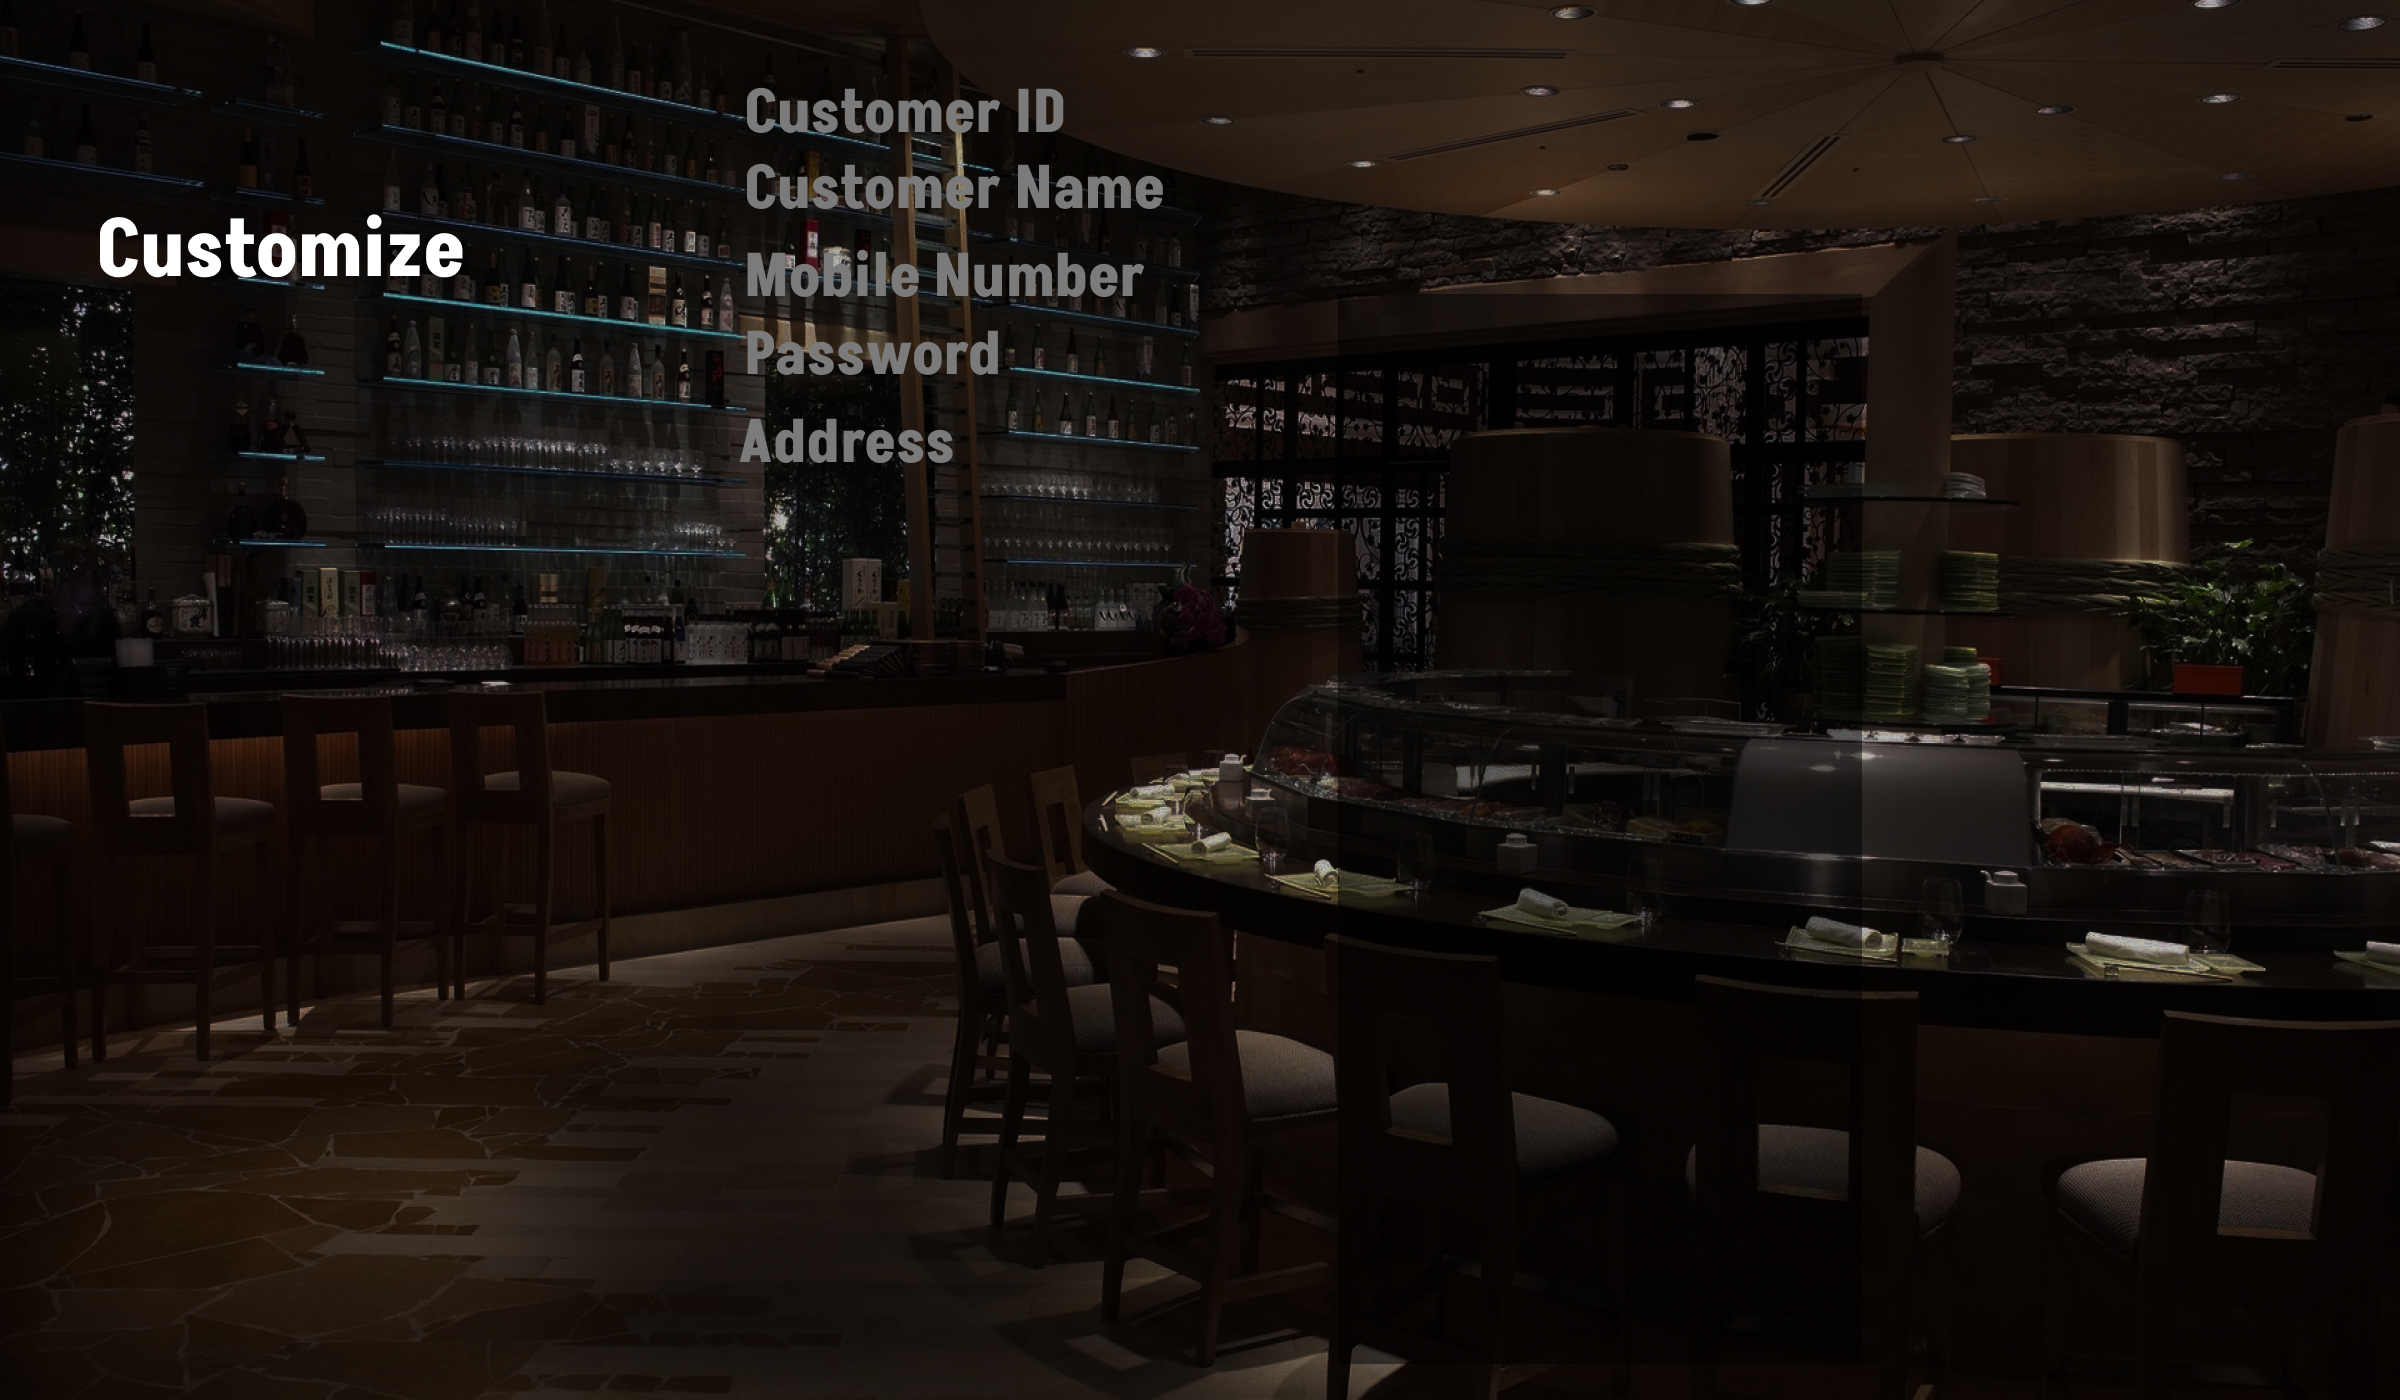 Customize
Customer ID
Customer Name
Mobile Number
Password
Address